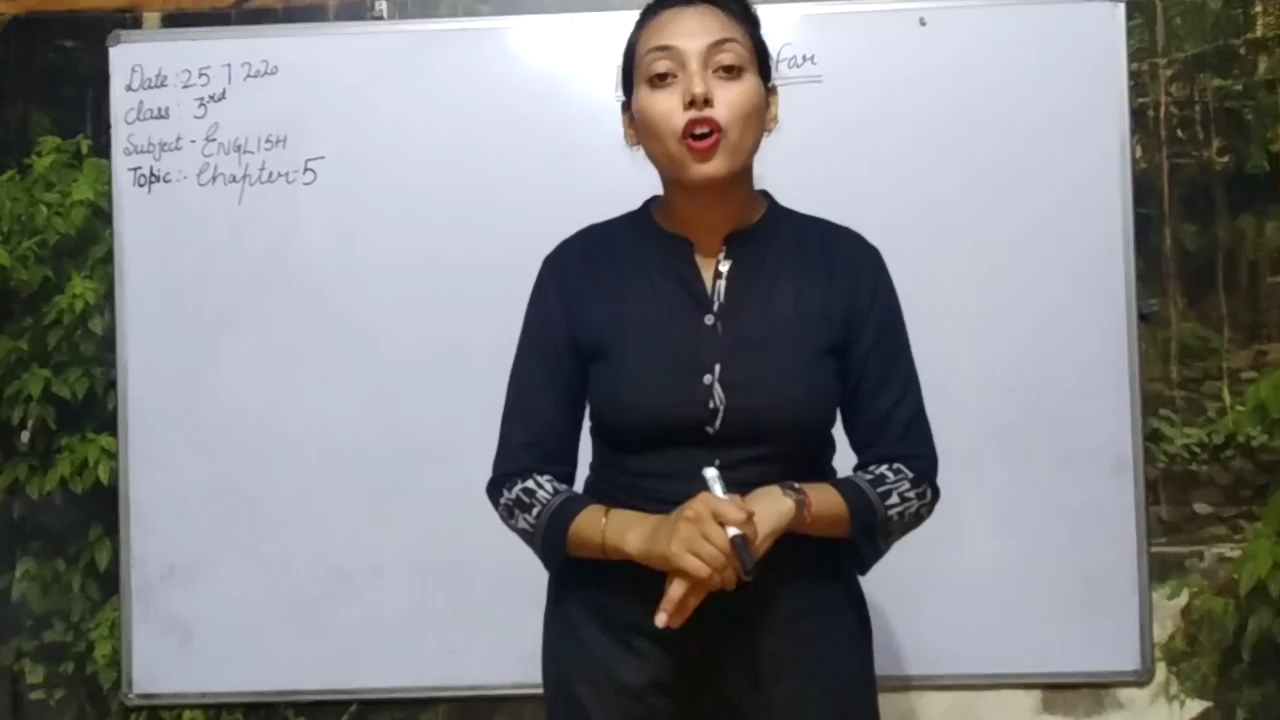 Date : 25 7 2020
Class : 3rd
Subject - ENGLISH
Topic :- Chapter-5
far